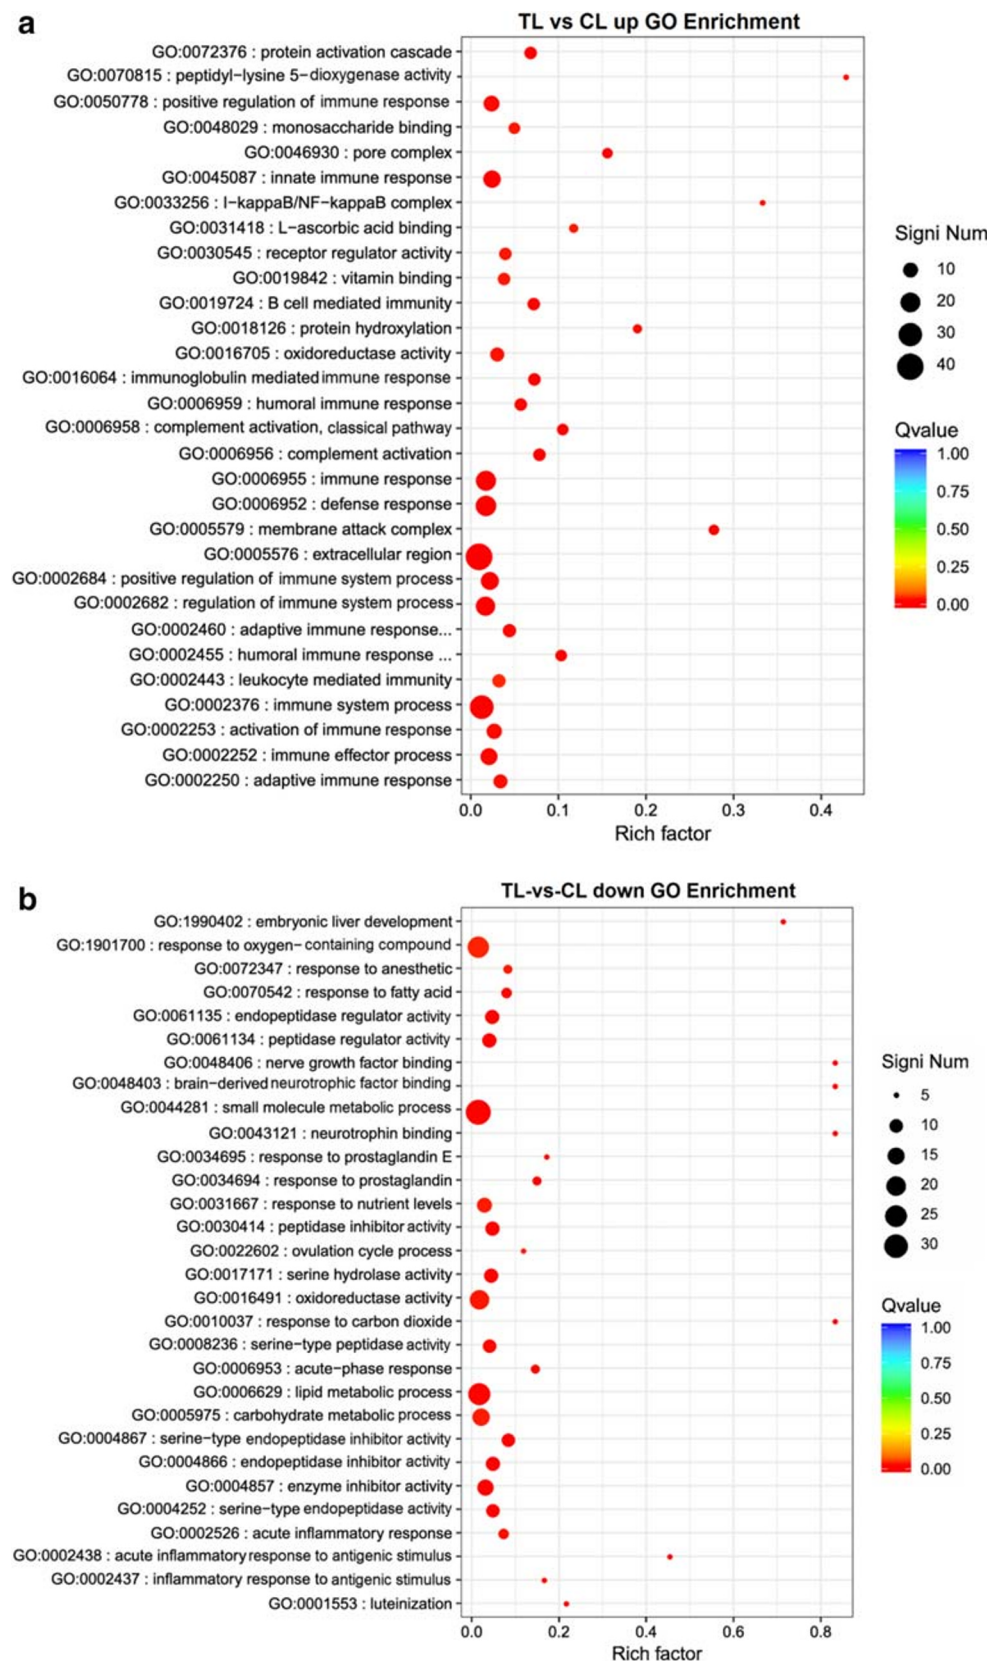 a
TL vs CL up GO Enrichment
GO:0072376 : protein activation cascade
GO:0070815 : peptidyl−lysine 5−dioxygenase activity
GO:0050778 : positive regulation of immune response
GO:0048029 : monosaccharide binding
GO:0046930 : pore complex
GO:0045087 : innate immune response
GO:0033256 : I−kappaB/NF−kappaB complex
GO:0031418 : L−ascorbic acid binding
GO:0030545 : receptor regulator activity
GO:0019842 : vitamin binding
GO:0019724 : B cell mediated immunity
GO:0018126 : protein hydroxylation
GO:0016705 : oxidoreductase activity
GO:0016064 : immunoglobulin mediated immune response
GO:0006959 : humoral immune response
GO:0006958 : complement activation, classical pathway
GO:0006956 : complement activation
GO:0006955 : immune response
GO:0006952 : defense response
GO:0005579 : membrane attack complex
GO:0005576 : extracellular region
GO:0002684 : positive regulation of immune system process
GO:0002682 : regulation of immune system process
GO:0002460 : adaptive immune response...
GO:0002455 : humoral immune response ...
GO:0002443 : leukocyte mediated immunity
GO:0002376 : immune system process
GO:0002253 : activation of immune response
GO:0002252 : immune effector process
GO:0002250 : adaptive immune response
0.0 0.1 0.2 0.3 0.4
Rich factor
Signi Num
10
20
30
40
Qvalue
1.00
0.75
0.50
0.25
0.00
b
TL-vs-CL down GO Enrichment
GO:1990402 : embryonic liver development
GO:1901700 : response to oxygen−containing compound
GO:0072347 : response to anesthetic
GO:0070542 : response to fatty acid
GO:0061135 : endopeptidase regulator activity
GO:0061134 : peptidase regulator activity
GO:0048406 : nerve growth factor binding
GO:0048403 : brain−derived neurotrophic factor binding
GO:0044281 : small molecule metabolic process
GO:0043121 : neurotrophin binding
GO:0034695 : response to prostaglandin E
GO:0034694 : response to prostaglandin
GO:0031667 : response to nutrient levels
GO:0030414 : peptidase inhibitor activity
GO:0022602 : ovulation cycle process
GO:0017171 : serine hydrolase activity
GO:0016491 : oxidoreductase activity
GO:0010037 : response to carbon dioxide
GO:0008236 : serine−type peptidase activity
GO:0006953 : acute−phase response
GO:0006629 : lipid metabolic process
GO:0005975 : carbohydrate metabolic process
GO:0004867 : serine−type endopeptidase inhibitor activity
GO:0004866 : endopeptidase inhibitor activity
GO:0004857 : enzyme inhibitor activity
GO:0004252 : serine−type endopeptidase activity
GO:0002526 : acute inflammatory response
GO:0002438 : acute inflammatory response to antigenic stimulus
GO:0002437 : inflammatory response to antigenic stimulus
GO:0001553 : luteinization
0.0 0.2 0.4 0.6 0.8
Rich factor
Signi Num
5
10
15
20
25
30
Qvalue
1.00
0.75
0.50
0.25
0.00